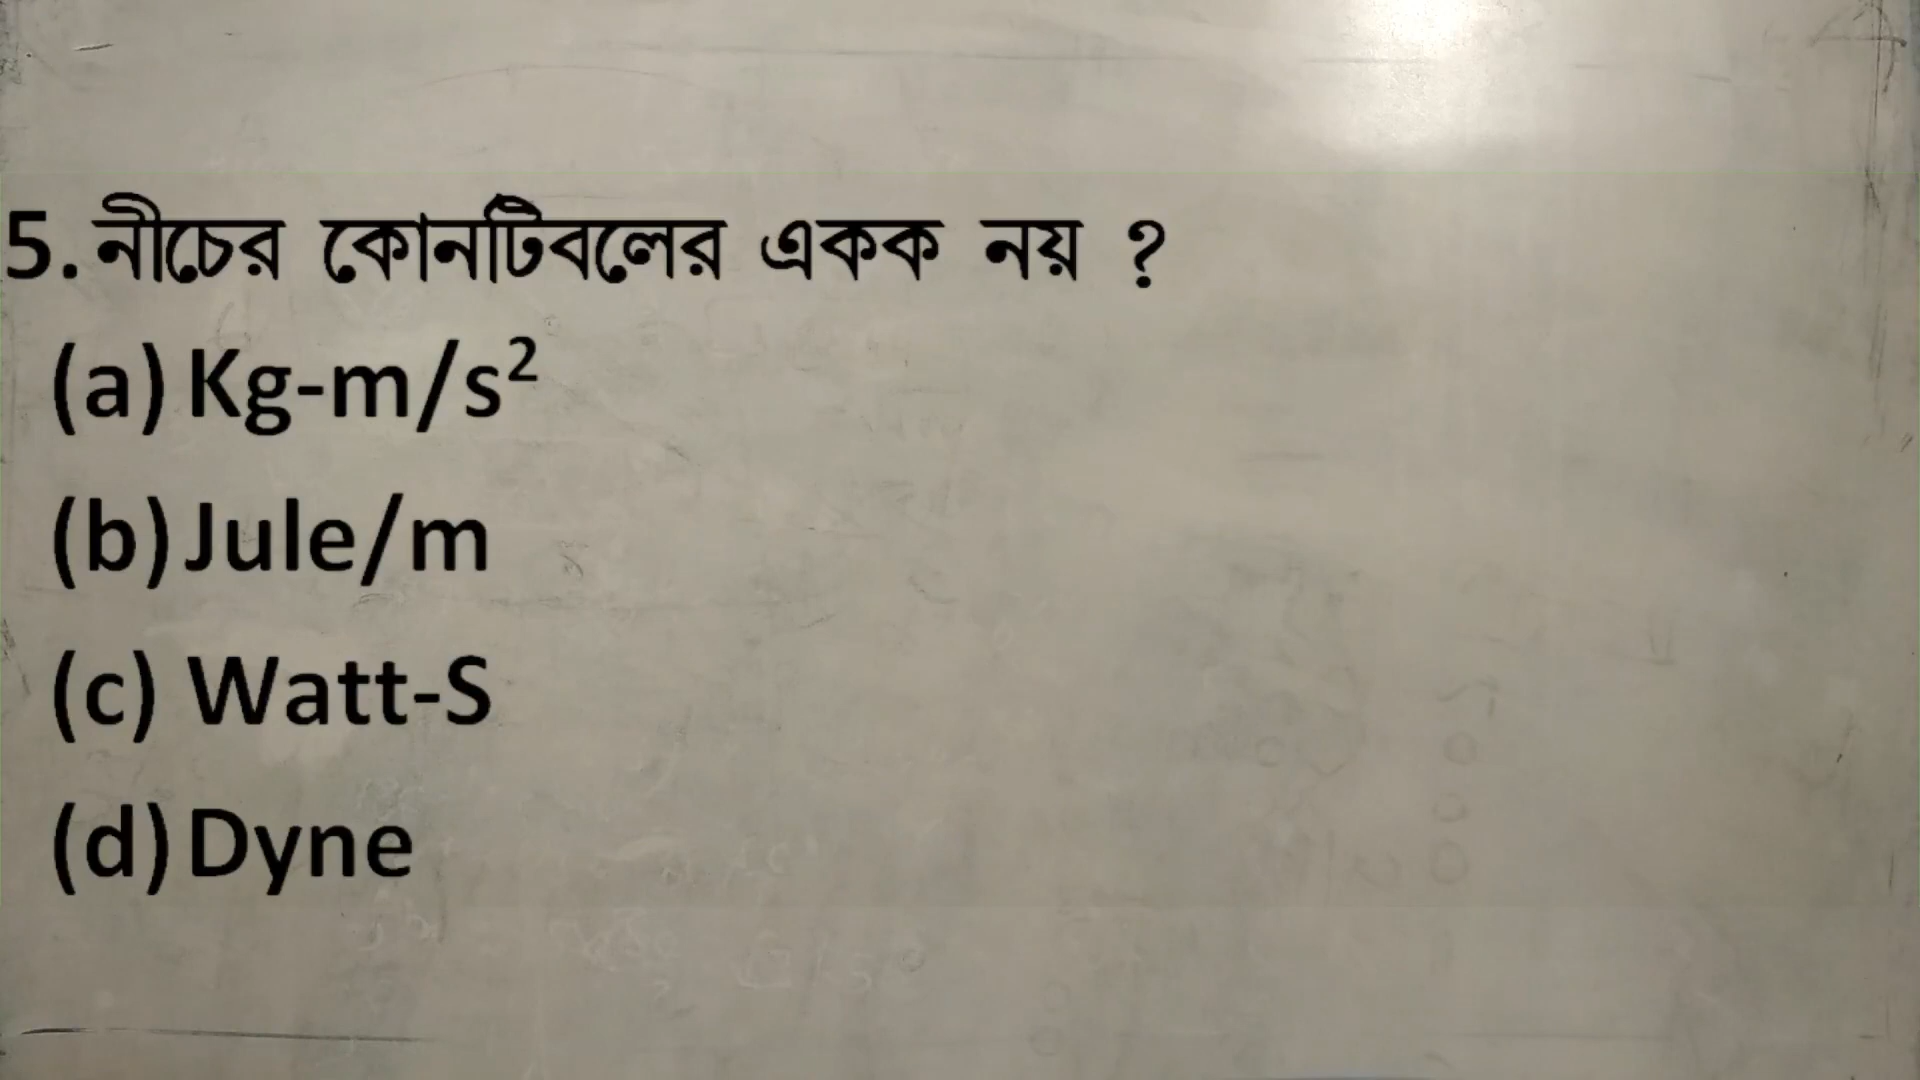 5. নীচের কোনটিবলের একক নয় ?
(a) Kg-m/s²
(b) Jule/m
(c) Watt-S
(d) Dyne